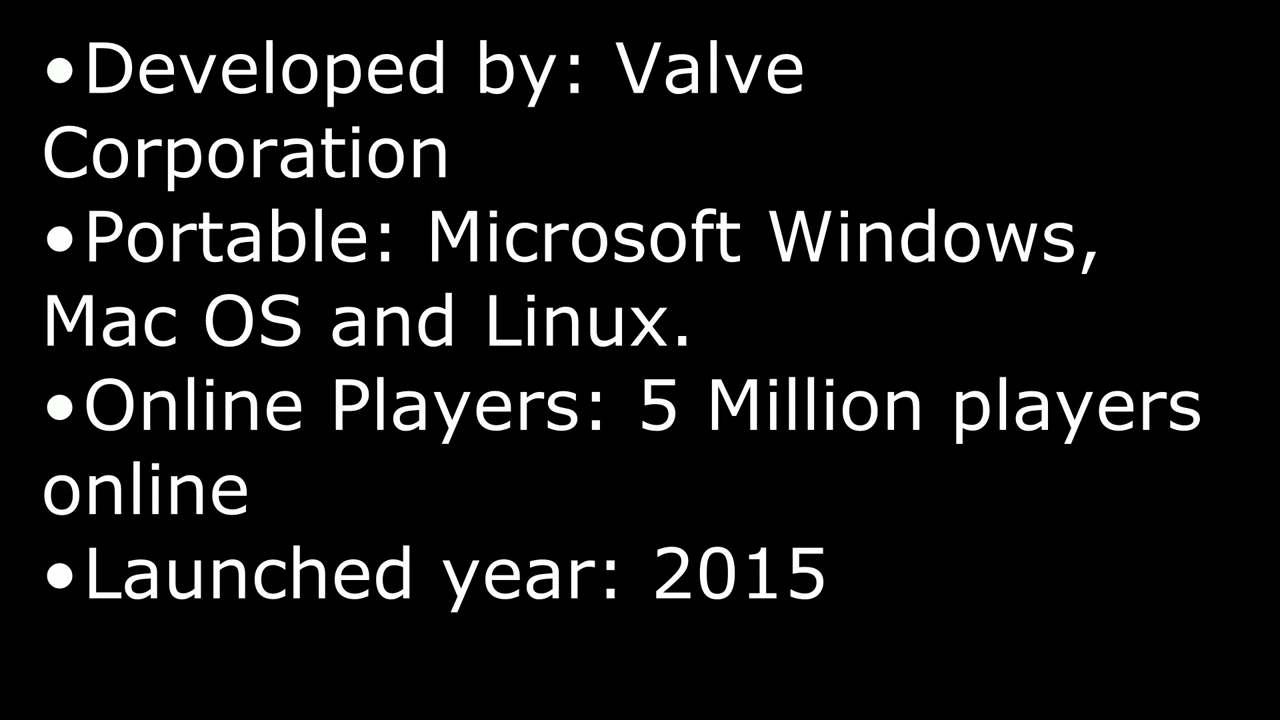 •Developed by: Valve
Corporation
•Portable: Microsoft Windows,
Mac OS and Linux.
•Online Players: 5 Million players
online
•Launched year: 2015